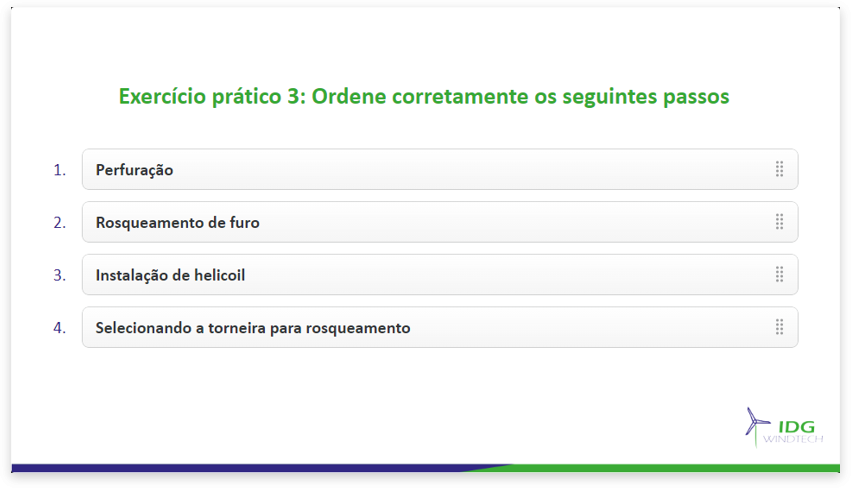 Exercício prático 3: Ordene corretamente os seguintes passos
1. Perfuração
2. Rosqueamento de furo
3. Instalação de helicoil
4. Selecionando a torneira para rosqueamento
IDG
WINDTECH